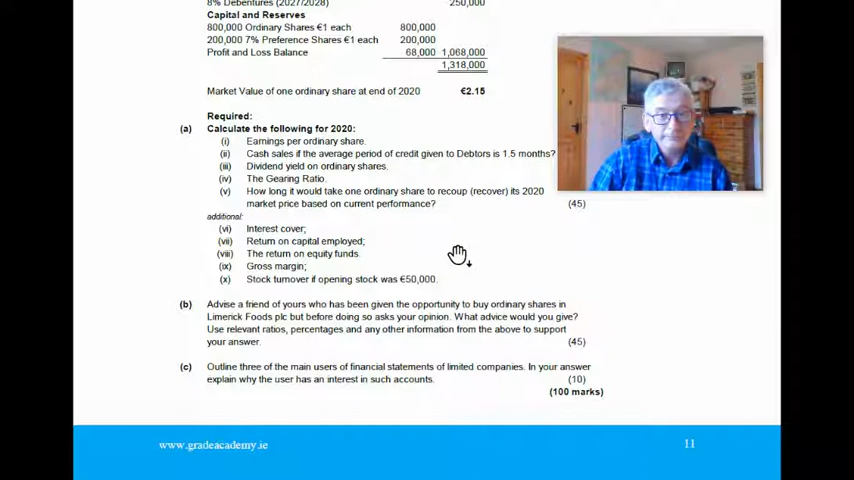 8% Debentures (2027/2028) 250,000
Capital and Reserves
800,000 Ordinary Shares €1 each 800,000
200,000 7% Preference Shares €1 each 200,000
Profit and Loss Balance 68,000 1,068,000
1,318,000
Market Value of one ordinary share at end of 2020 €2.15
Required:
(a) Calculate the following for 2020:
(i) Earnings per ordinary share.
(ii) Cash sales if the average period of credit given to Debtors is 1.5 months?
(iii) Dividend yield on ordinary shares.
(iv) The Gearing Ratio.
(v) How long it would take one ordinary share to recoup (recover) its 2020
market price based on current performance? (45)
additional:
(vi) Interest cover;
(vii) Return on capital employed;
(viii) The return on equity funds.
(ix) Gross margin;
(x) Stock turnover if opening stock was €50,000.
(b) Advise a friend of yours who has been given the opportunity to buy ordinary shares in
Limerick Foods plc but before doing so asks your opinion. What advice would you give?
Use relevant ratios, percentages and any other information from the above to support
your answer. (45)
(c) Outline three of the main users of financial statements of limited companies. In your answer
explain why the user has an interest in such accounts. (10)
(100 marks)
www.gradeacademy.ie 11